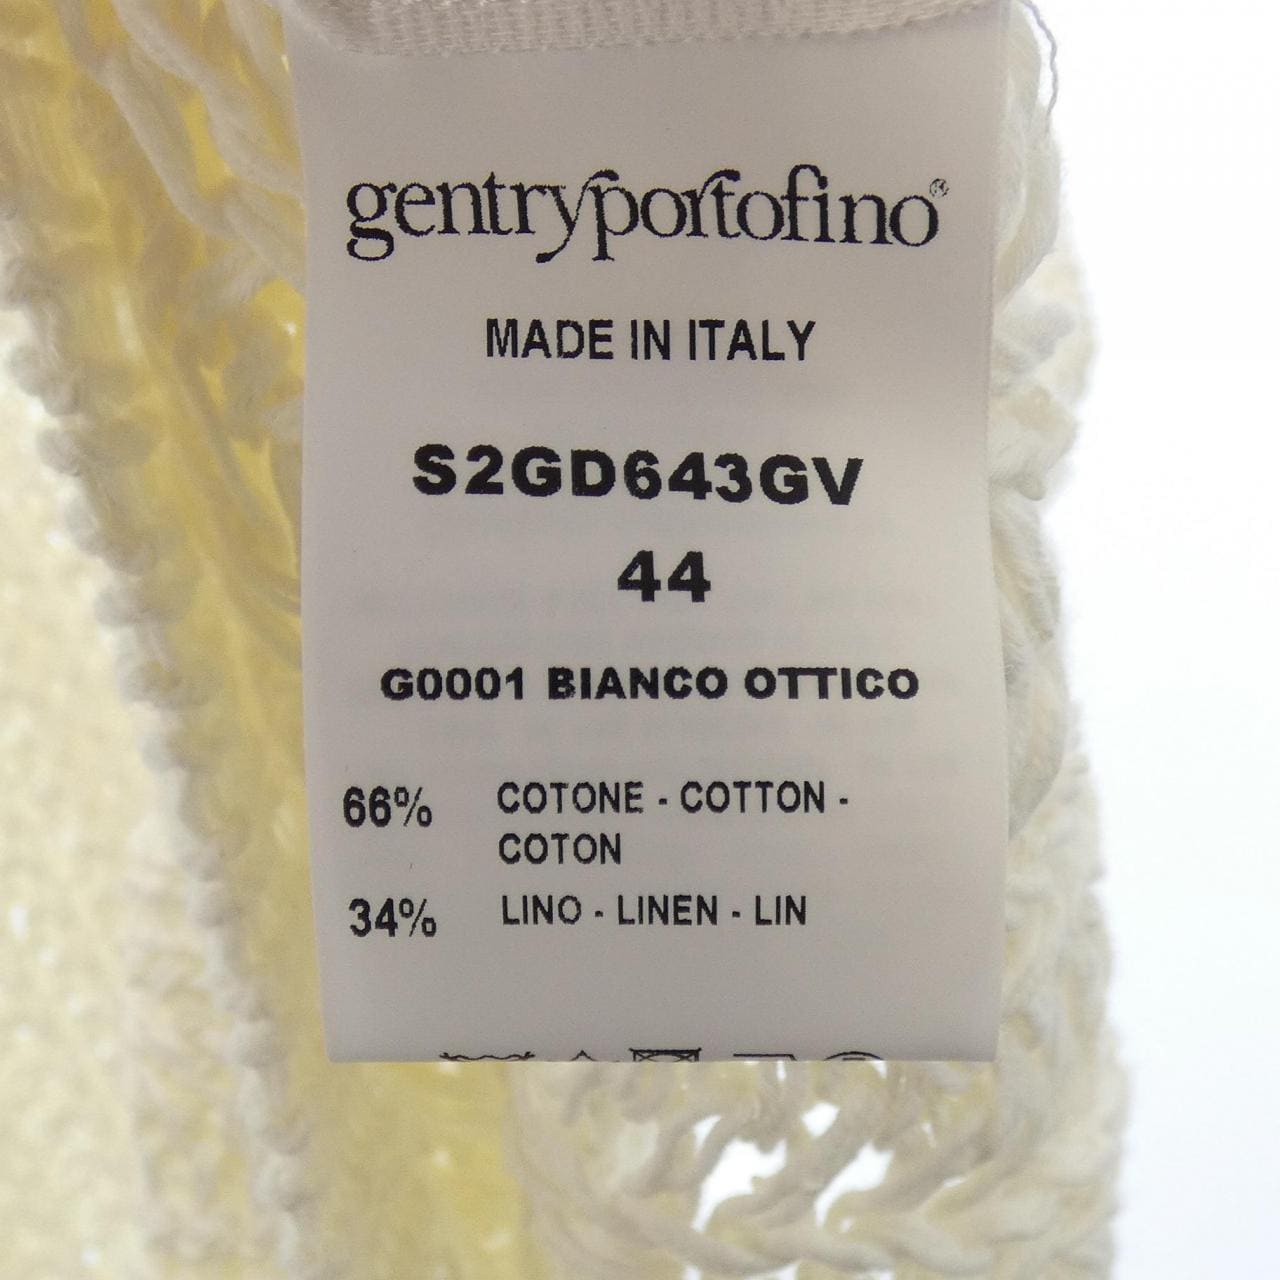 gentryportofino®
MADE IN ITALY
S2GD643GV
44
G0001 BIANCO OTTICO
66% COTONE - COTTON -
COTON
34% LINO - LINEN - LIN